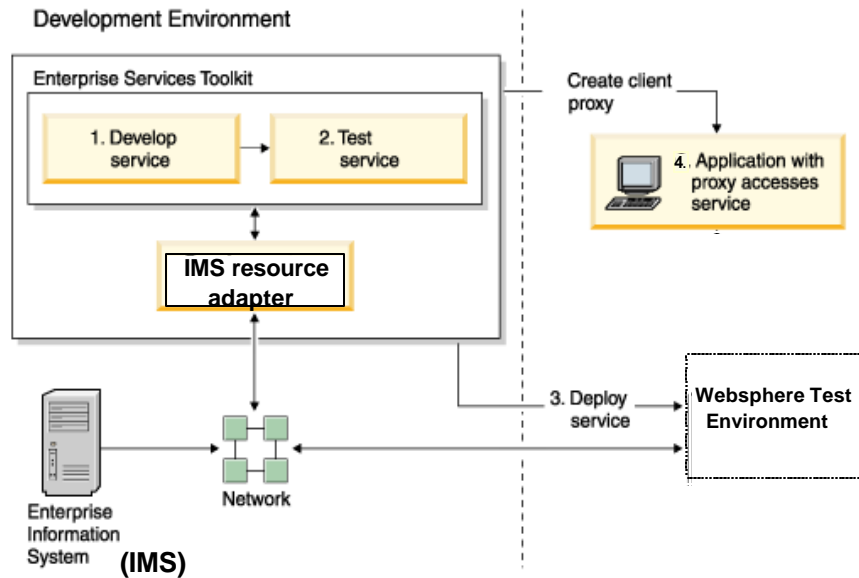 Development Environment
Enterprise Services Toolkit
1. Develop
service
2. Test
service
Create client
proxy
4. Application with
proxy accesses
service
IMS resource
adapter
3. Deploy
service
Websphere Test
Environment
Network
Enterprise
Information
System
(IMS)